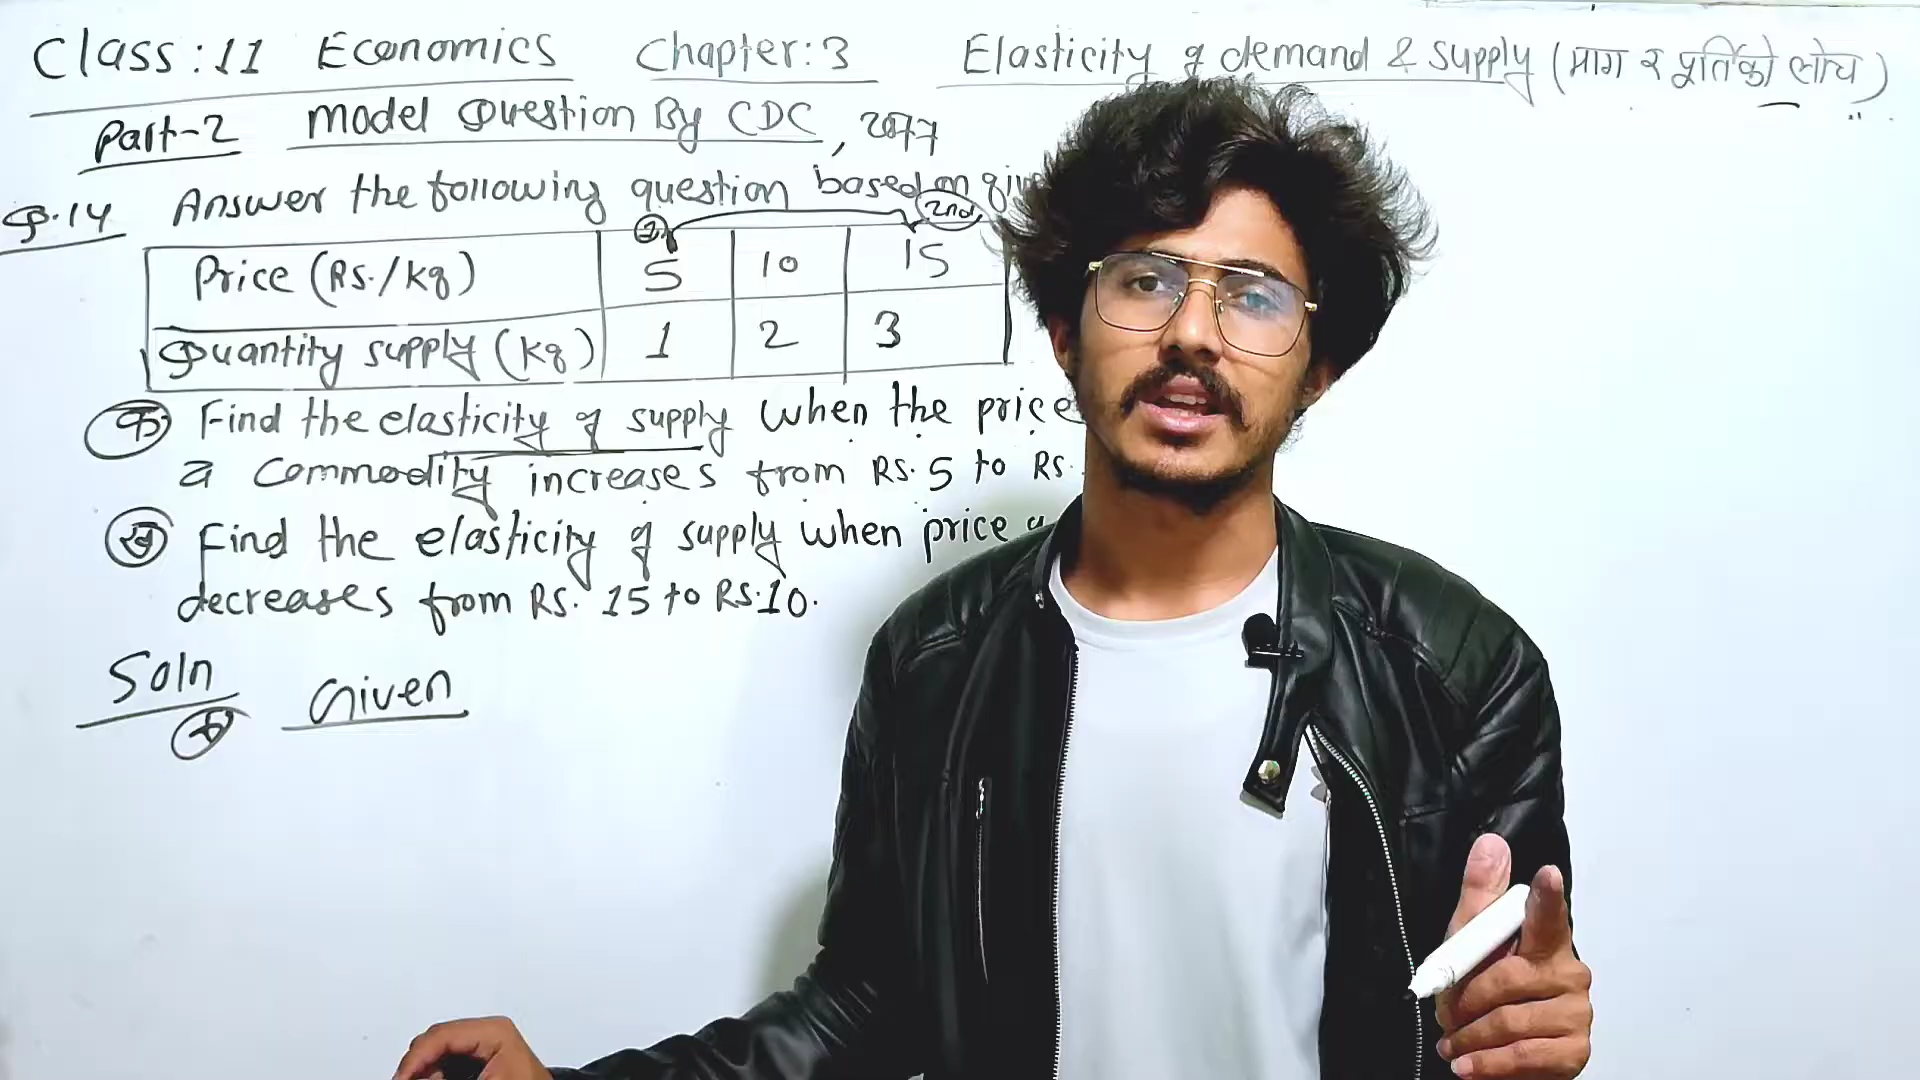 Class:11 Economics Chapter:3 Elasticity of demand & supply (माग र पूर्तिको लोच)
Part-2 Model Question By CDC, 2077
Q.14 Answer the following question based on
2nd
Price (Rs./kg) 5 10 15
Quantity supply (kg) 1 2 3
क Find the elasticity of supply when the price
a commodity increases from Rs. 5 to Rs.
ख Find the elasticity of supply when price
decreases from Rs. 15 to Rs.10.
Soln Given
क